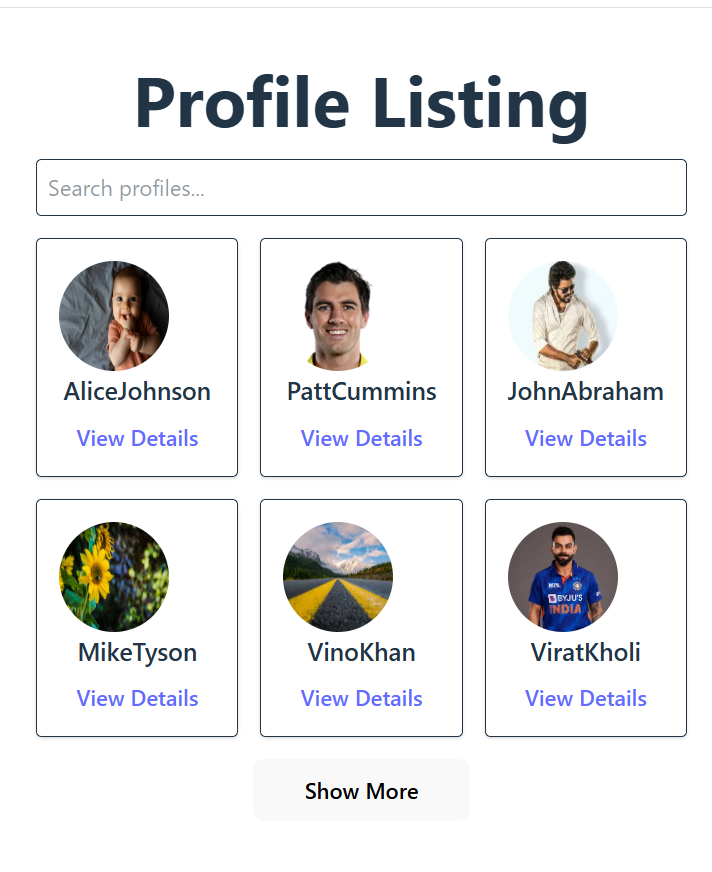 Profile Listing
Search profiles...
AliceJohnson
View Details
PattCummins
View Details
JohnAbraham
View Details
MikeTyson
View Details
VinoKhan
View Details
BYJU'S
INDIA
ViratKholi
View Details
Show More